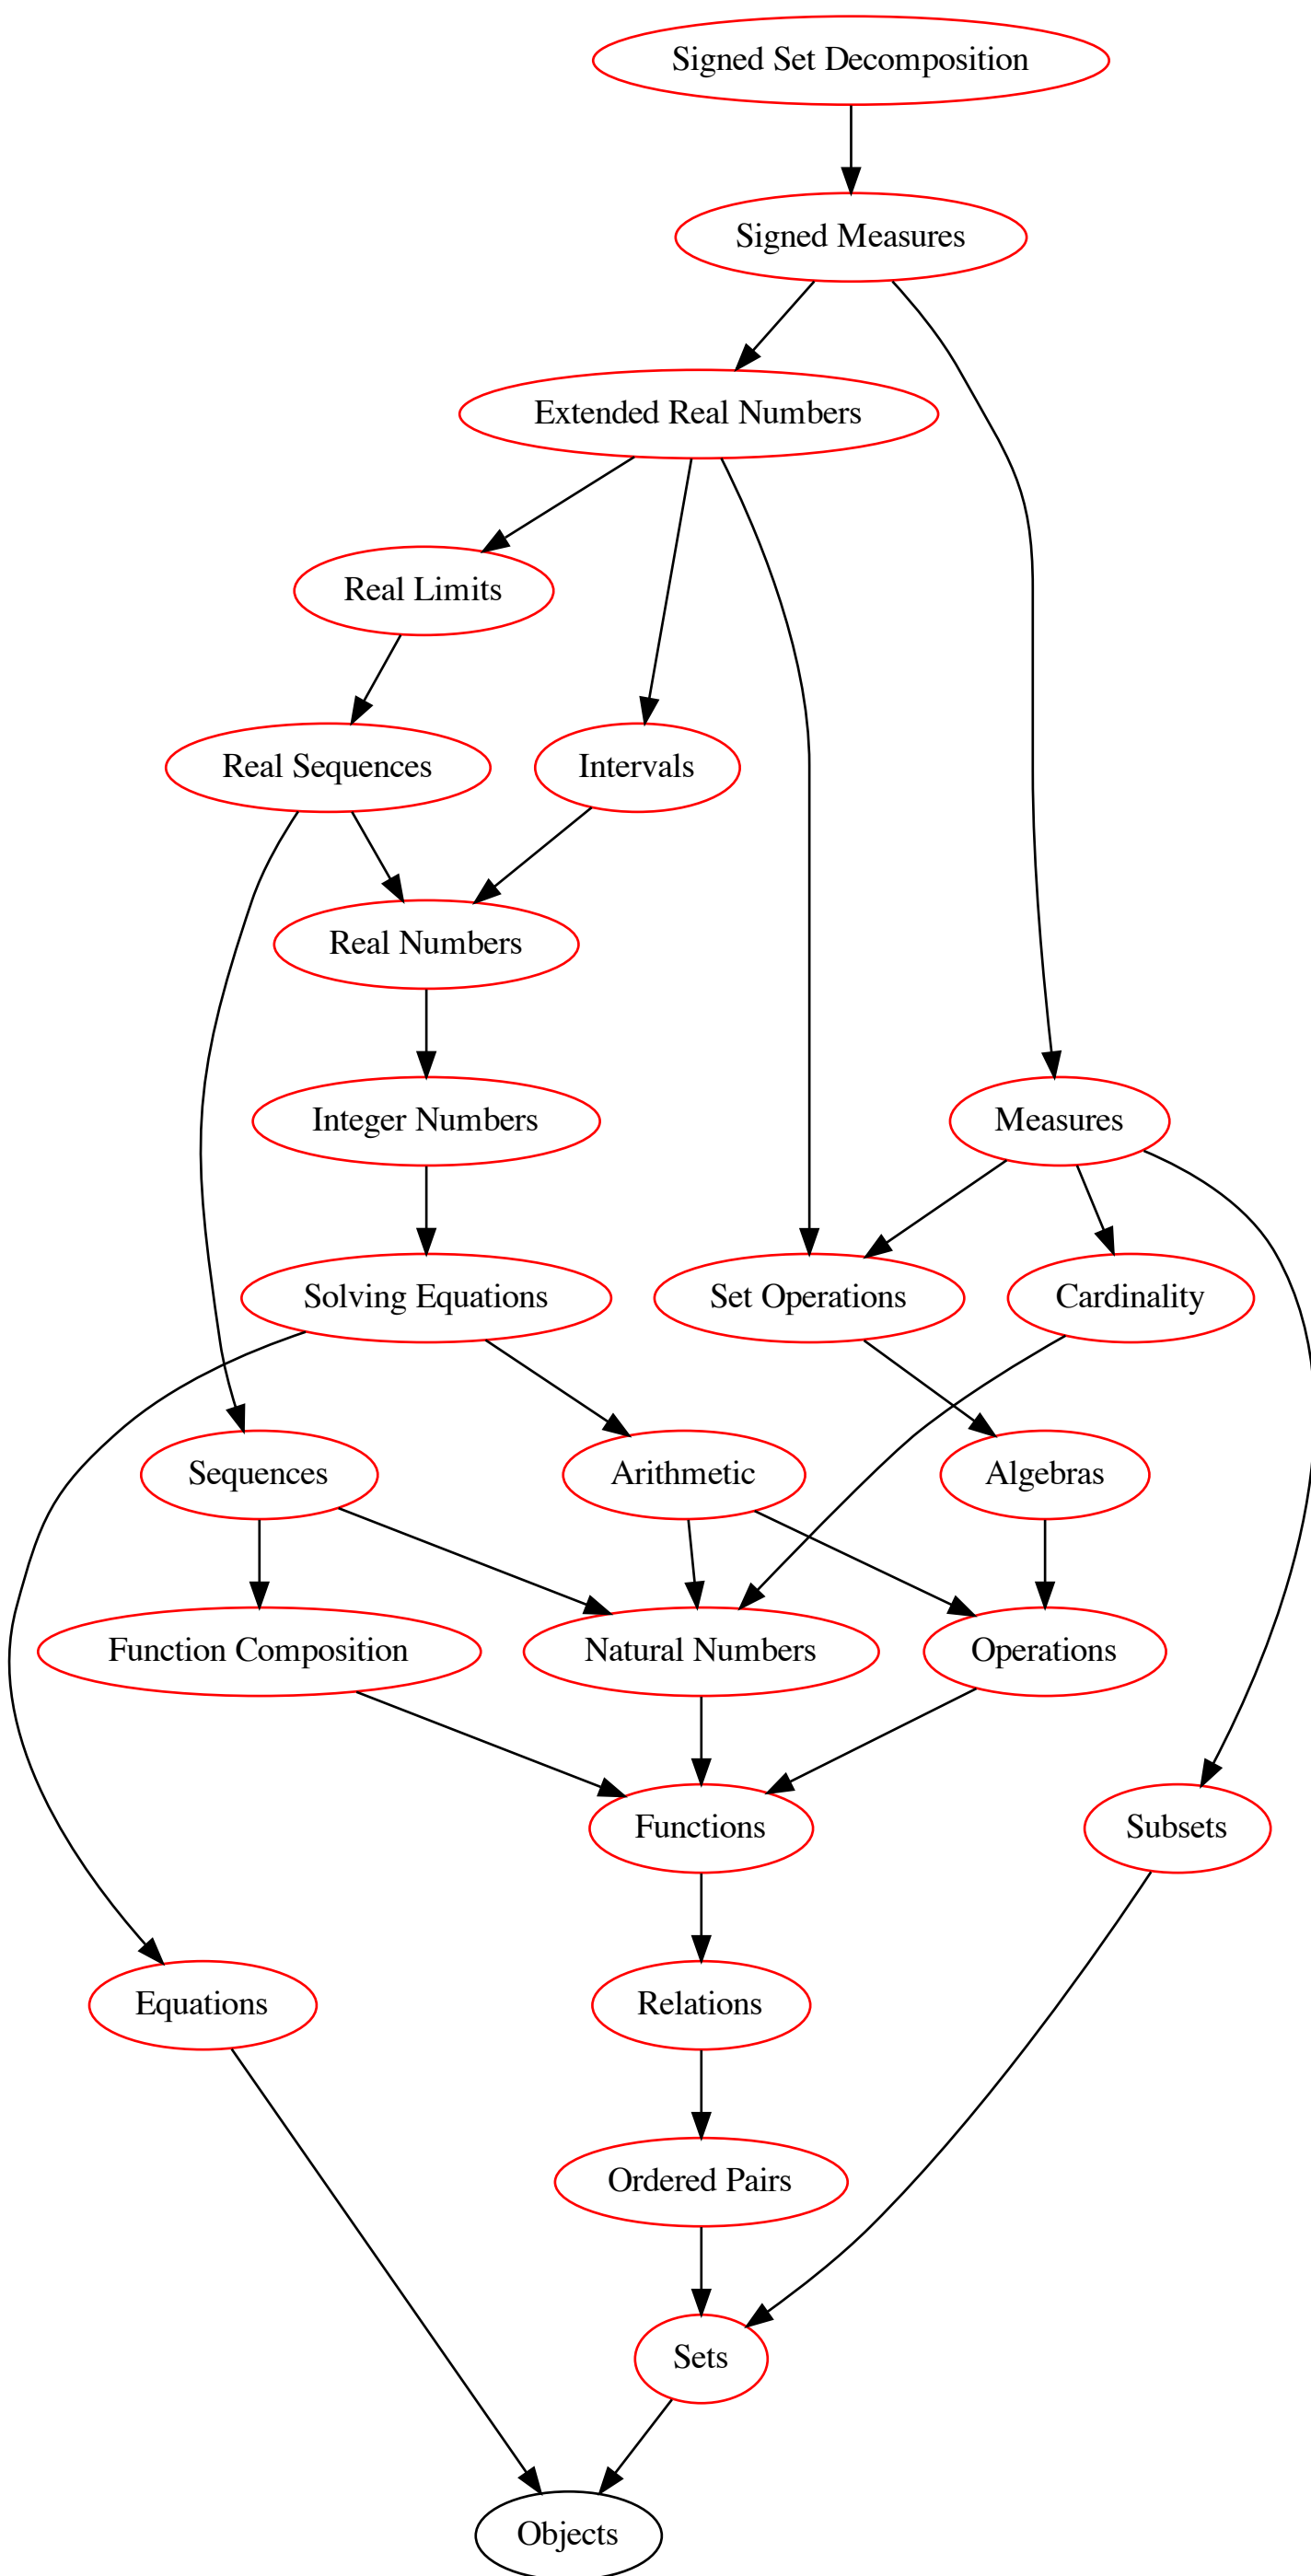 Signed Set Decomposition
Signed Measures
Extended Real Numbers
Real Limits
Real Sequences
Intervals
Real Numbers
Integer Numbers
Measures
Solving Equations
Set Operations
Cardinality
Sequences
Arithmetic
Algebras
Function Composition
Natural Numbers
Operations
Functions
Subsets
Equations
Relations
Ordered Pairs
Sets
Objects